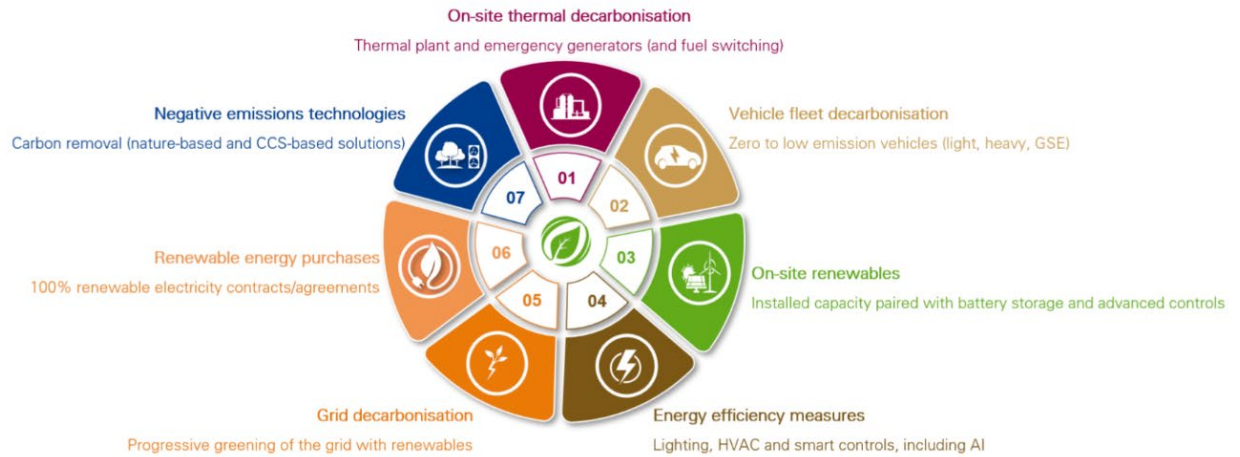 On-site thermal decarbonisation
Thermal plant and emergency generators (and fuel switching)
Negative emissions technologies
Carbon removal (nature-based and CCS-based solutions)
Vehicle fleet decarbonisation
Zero to low emission vehicles (light, heavy, GSE)
01
07
02
Renewable energy purchases
100% renewable electricity contracts/agreements
06
03
On-site renewables
Installed capacity paired with battery storage and advanced controls
05
04
Grid decarbonisation
Progressive greening of the grid with renewables
Energy efficiency measures
Lighting, HVAC and smart controls, including AI